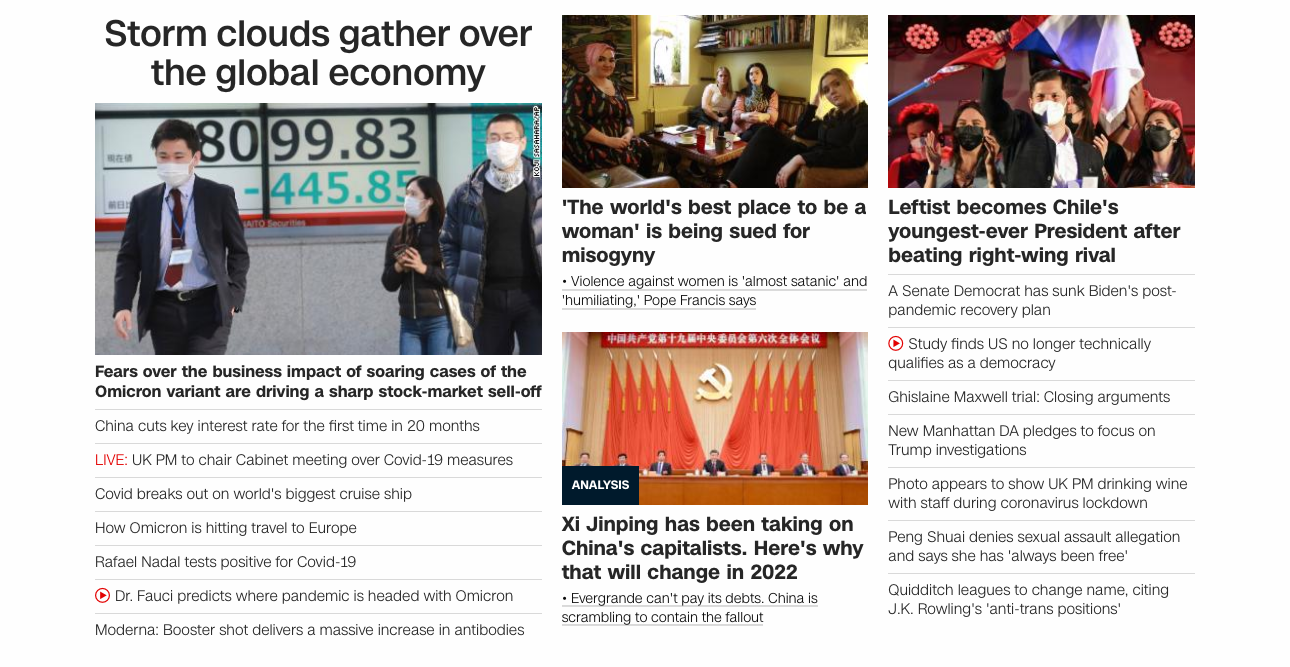 Storm clouds gather over
the global economy
KOJI SASAHARA/AP
8099.83
現在値
-445.85
前日比
AITO Securities
Fears over the business impact of soaring cases of the
Omicron variant are driving a sharp stock-market sell-off
China cuts key interest rate for the first time in 20 months
LIVE: UK PM to chair Cabinet meeting over Covid-19 measures
Covid breaks out on world's biggest cruise ship
How Omicron is hitting travel to Europe
Rafael Nadal tests positive for Covid-19
Dr. Fauci predicts where pandemic is headed with Omicron
Moderna: Booster shot delivers a massive increase in antibodies
'The world's best place to be a
woman' is being sued for
misogyny
• Violence against women is 'almost satanic' and
'humiliating,' Pope Francis says
中国共产党第十九届中央委员会第六次全体会议
ANALYSIS
Xi Jinping has been taking on
China's capitalists. Here's why
that will change in 2022
• Evergrande can't pay its debts. China is
scrambling to contain the fallout
Leftist becomes Chile's
youngest-ever President after
beating right-wing rival
A Senate Democrat has sunk Biden's post-
pandemic recovery plan
Study finds US no longer technically
qualifies as a democracy
Ghislaine Maxwell trial: Closing arguments
New Manhattan DA pledges to focus on
Trump investigations
Photo appears to show UK PM drinking wine
with staff during coronavirus lockdown
Peng Shuai denies sexual assault allegation
and says she has 'always been free'
Quidditch leagues to change name, citing
J.K. Rowling's 'anti-trans positions'